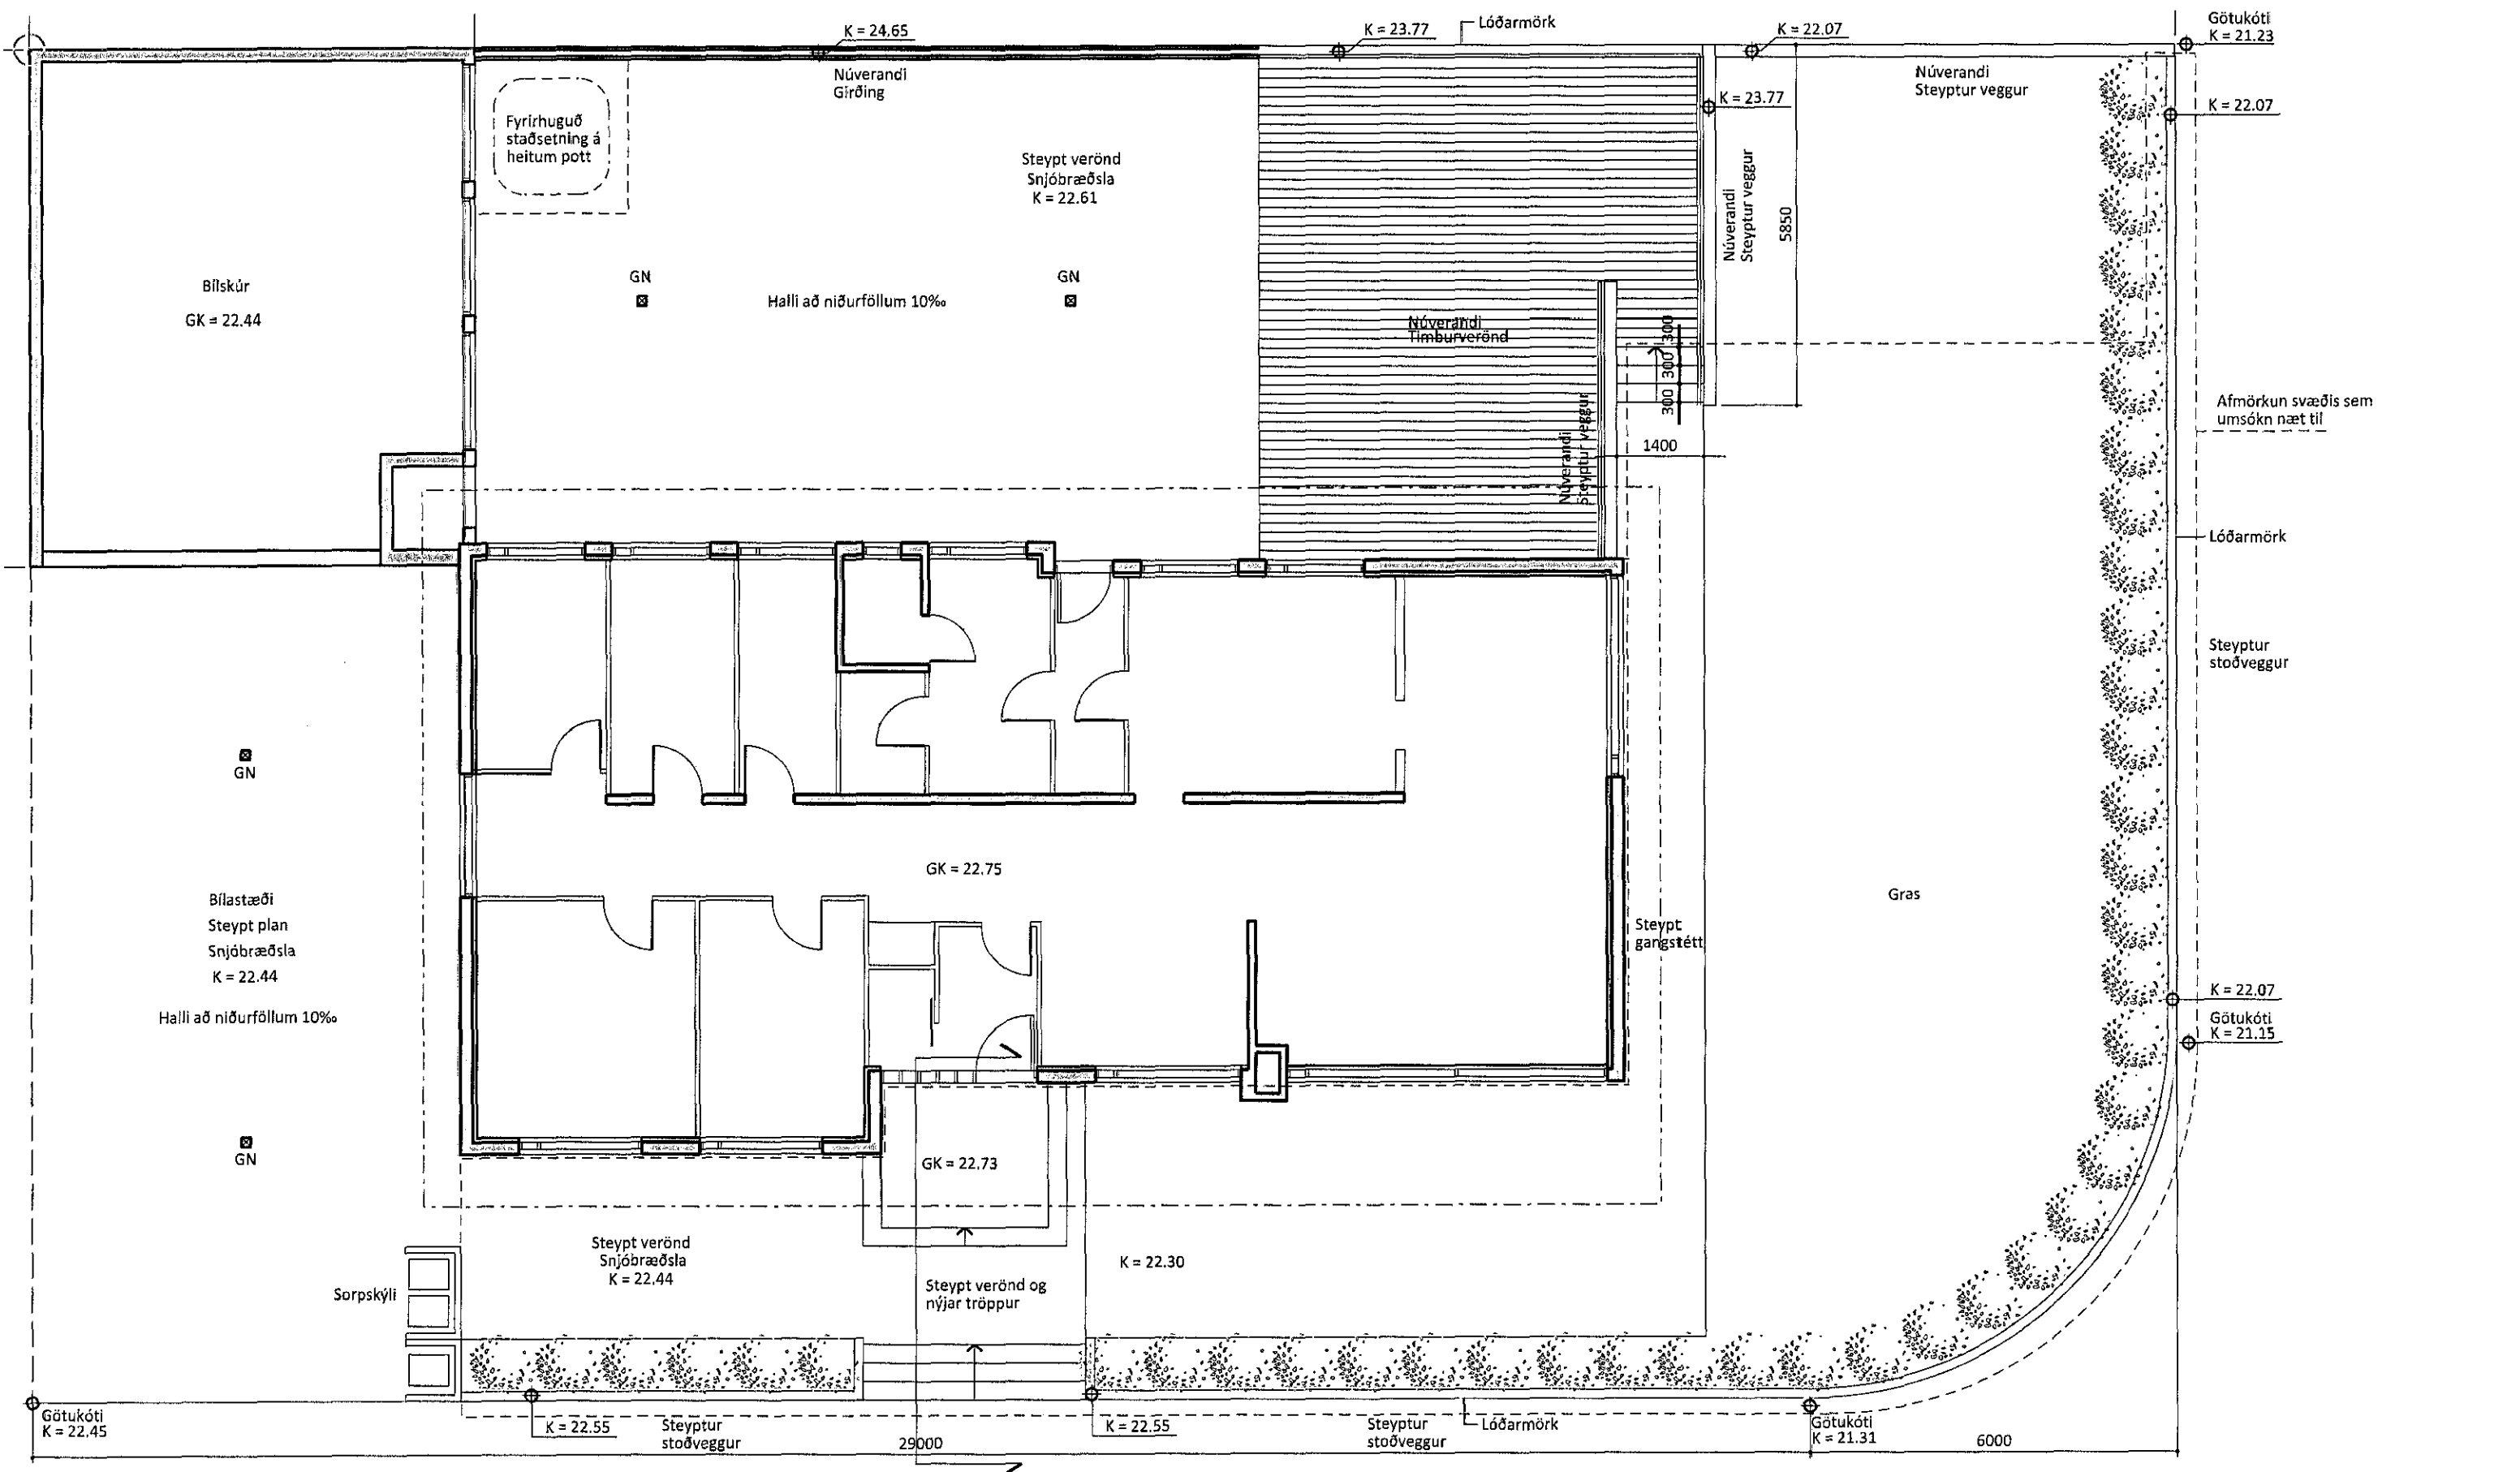 K = 24.65
K = 23.77
Lóðarmörk
K = 22.07
Götukóti
K = 21.23
Núverandi
Girðing
Núverandi
Steyptur veggur
K = 23.77
K = 22.07
Fyrirhuguð
staðsetning á
heitum pott
Steypt verönd
Snjóbræðsla
K = 22.61
Núverandi
Steyptur veggur
5850
Bílskúr
GK = 22.44
GN
GN
Halli að niðurföllum 10‰
Núverandi
Timburverönd
300
300
300
Afmörkun svæðis sem
umsókn næt til
1400
Núverandi
Steyptur veggur
Lóðarmörk
Steyptur
stoðveggur
GN
GK = 22.75
Gras
Bílastæði
Steypt plan
Snjóbræðsla
K = 22.44
Halli að niðurföllum 10‰
Steypt
gangstétt
K = 22.07
Götukóti
K = 21.15
GN
GK = 22.73
Steypt verönd
Snjóbræðsla
K = 22.44
K = 22.30
Sorpskýli
Steypt verönd og
nýjar tröppur
Götukóti
K = 22.45
K = 22.55
Steyptur
stoðveggur
K = 22.55
Steyptur
stoðveggur
Lóðarmörk
Götukóti
K = 21.31
29000
6000